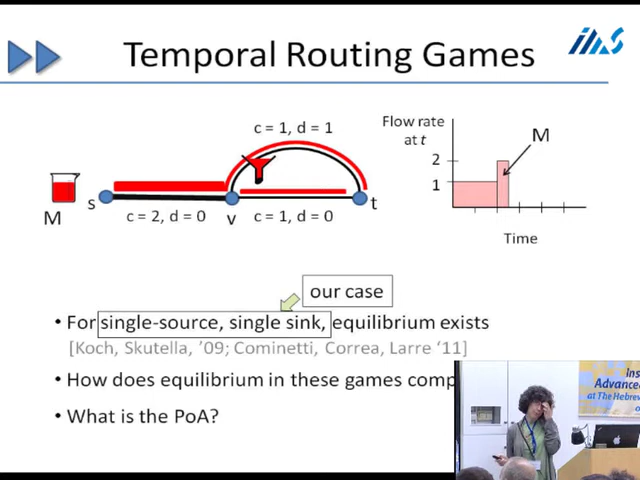 Temporal Routing Games
c = 1, d = 1
Flow rate
at t
2
1
M
Time
M
s
c = 2, d = 0
v
c = 1, d = 0
t
our case
• For single-source, single sink, equilibrium exists
[Koch, Skutella, '09; Cominetti, Correa, Larre '11]
• How does equilibrium in these games comp
• What is the PoA?
Ins
Advanced
at The Hebrew